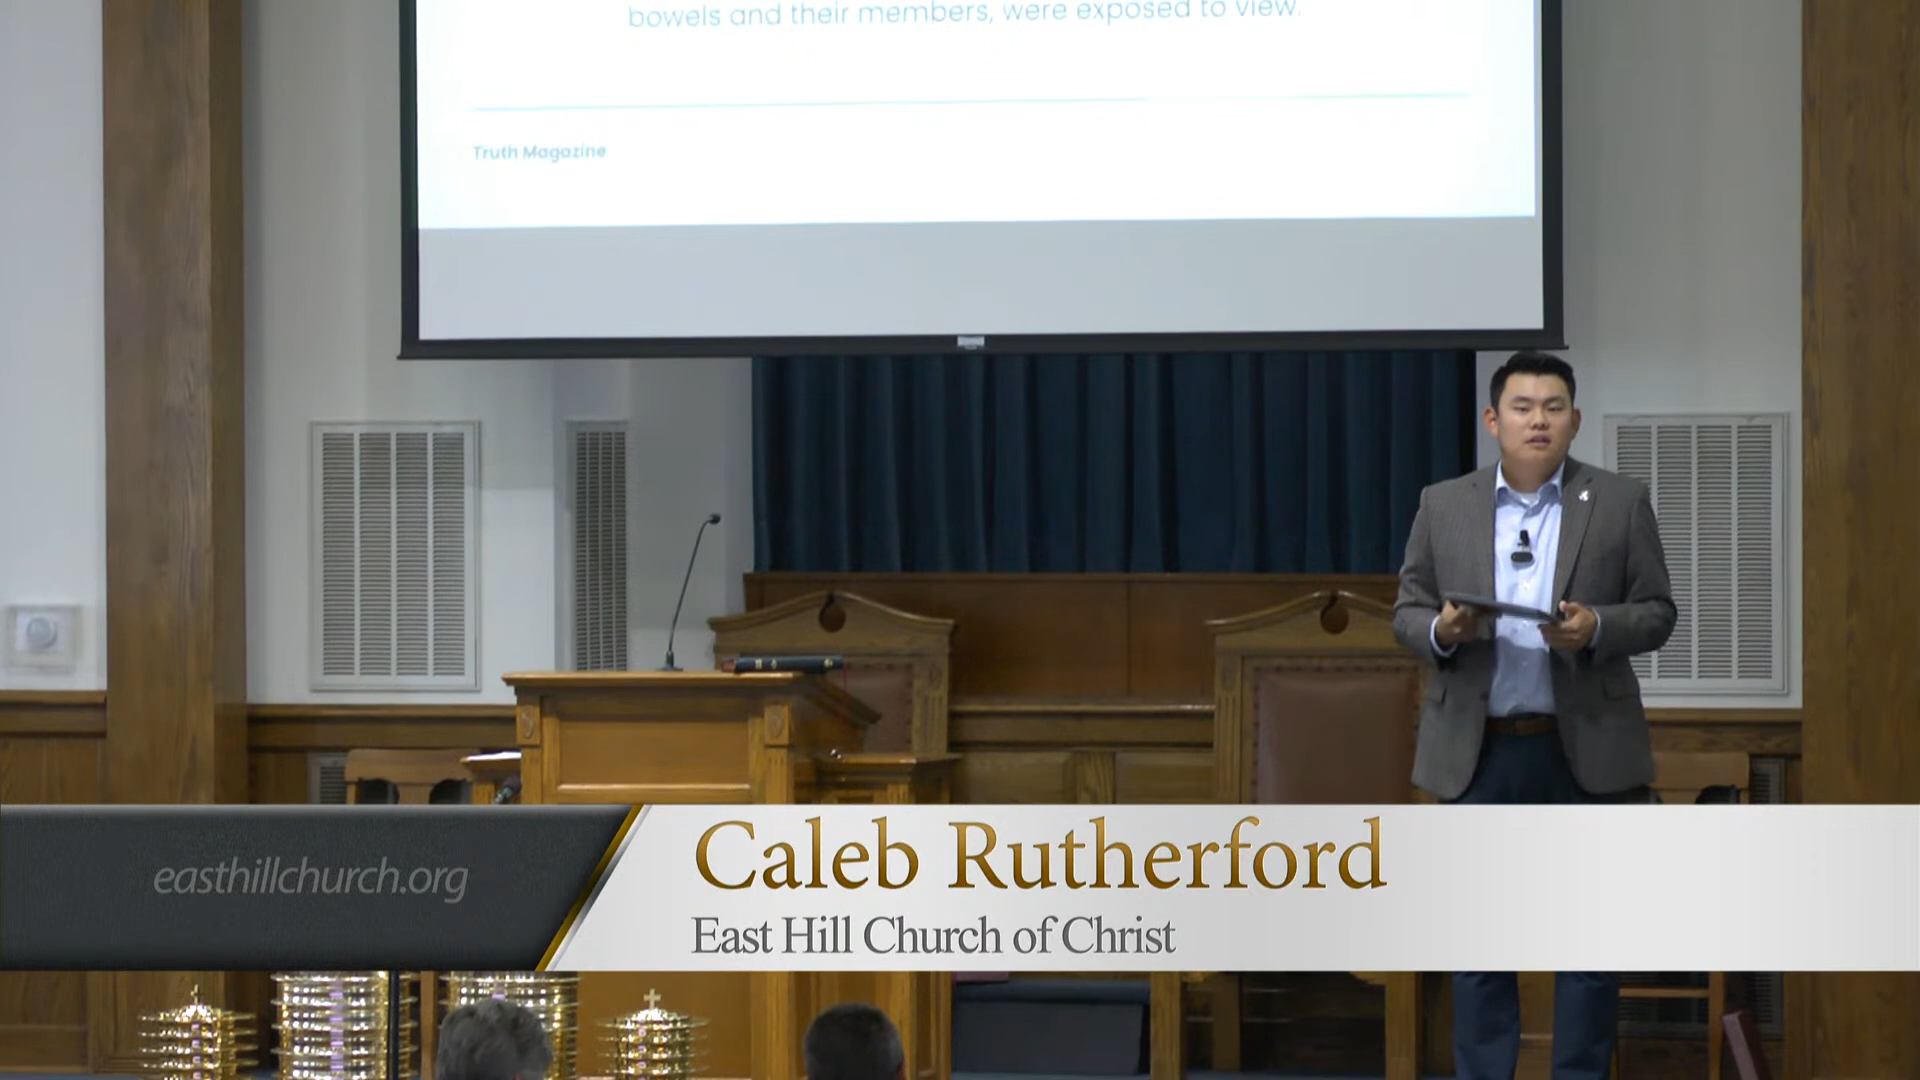 bowels and their members, were exposed to view.
Truth Magazine
easthillchurch.org
Caleb Rutherford
East Hill Church of Christ